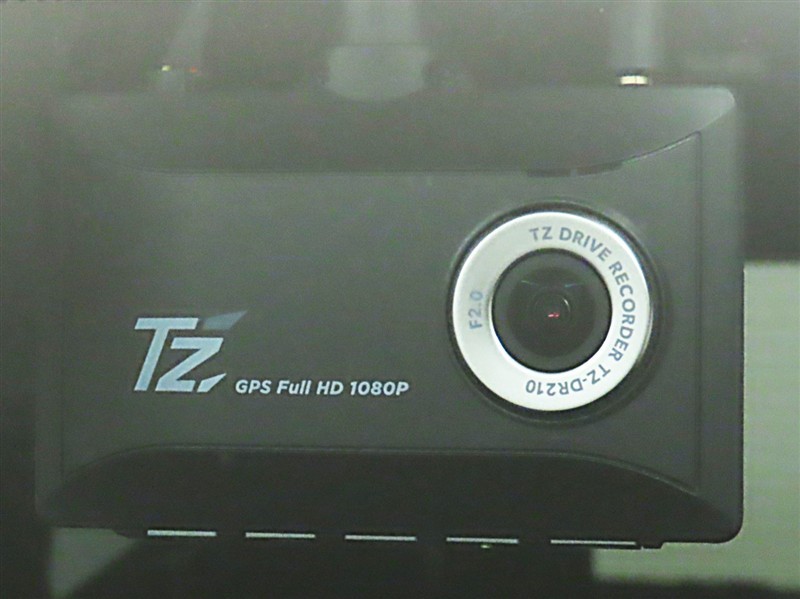 TZ
GPS Full HD 1080P
F2.0
TZ DRIVE RECORDER TZ-DR210